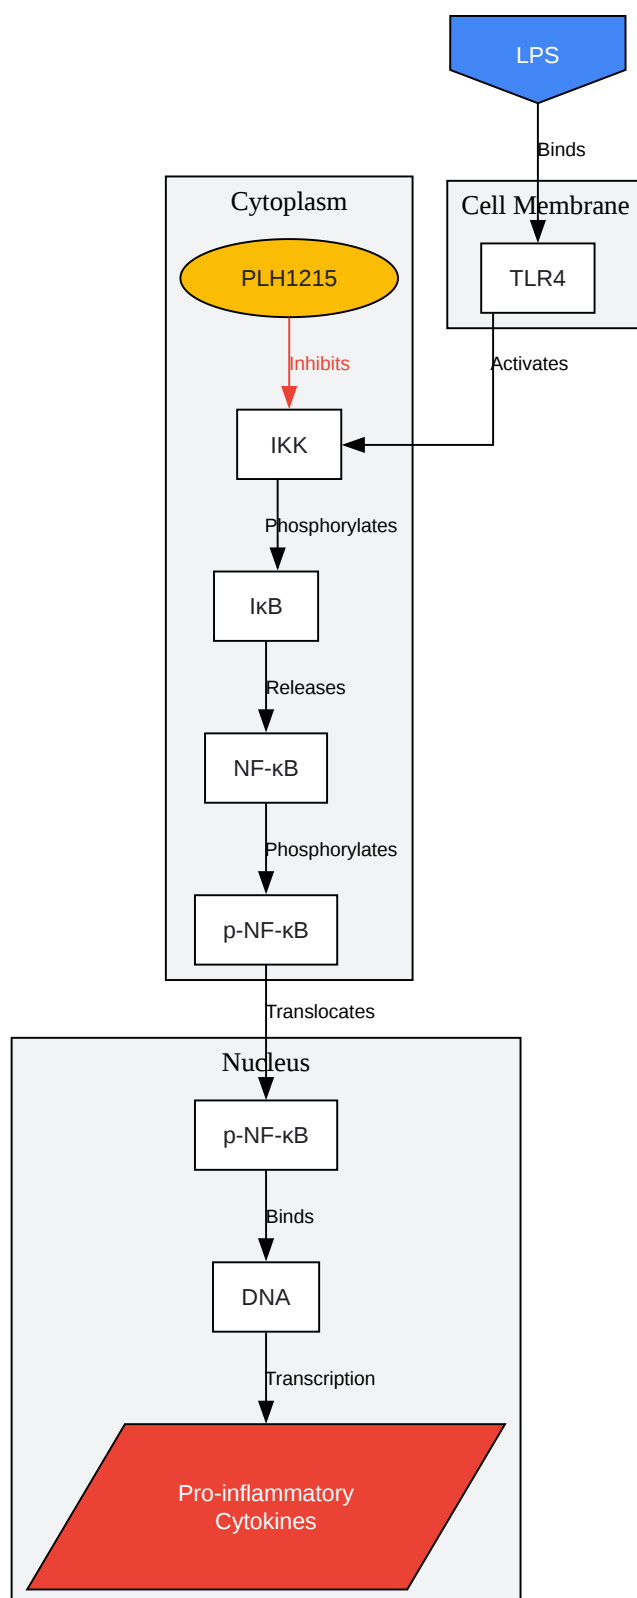 LPS
Binds
Cytoplasm
Cell Membrane
PLH1215
TLR4
Inhibits
Activates
IKK
Phosphorylates
IκB
Releases
NF-κB
Phosphorylates
p-NF-κB
Translocates
Nucleus
p-NF-κB
Binds
DNA
Transcription
Pro-inflammatory
Cytokines